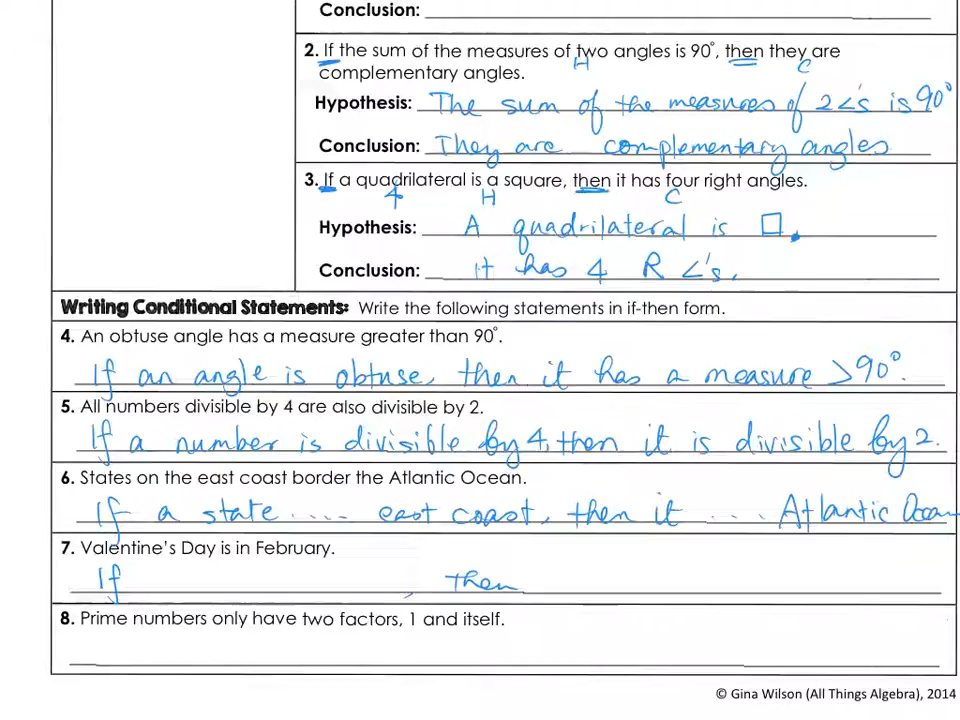 Conclusion:
2. If the sum of the measures of two angles is 90°, then they are
H C
complementary angles.
Hypothesis: The sum of the measures of 2∠'s is 90°
Conclusion: They are complementary angles
3. If a quadrilateral is a square, then it has four right angles.
4 H C
Hypothesis: A quadrilateral is □.
Conclusion: It has 4 R ∠'s.
Writing Conditional Statements: Write the following statements in if-then form.
4. An obtuse angle has a measure greater than 90°.
If an angle is obtuse, then it has a measure >90°.
5. All numbers divisible by 4 are also divisible by 2.
If a number is divisible by 4, then it is divisible by 2.
6. States on the east coast border the Atlantic Ocean.
If a state .... east coast, then it .... Atlantic Ocean
7. Valentine's Day is in February.
If , then
8. Prime numbers only have two factors, 1 and itself.
© Gina Wilson (All Things Algebra), 2014